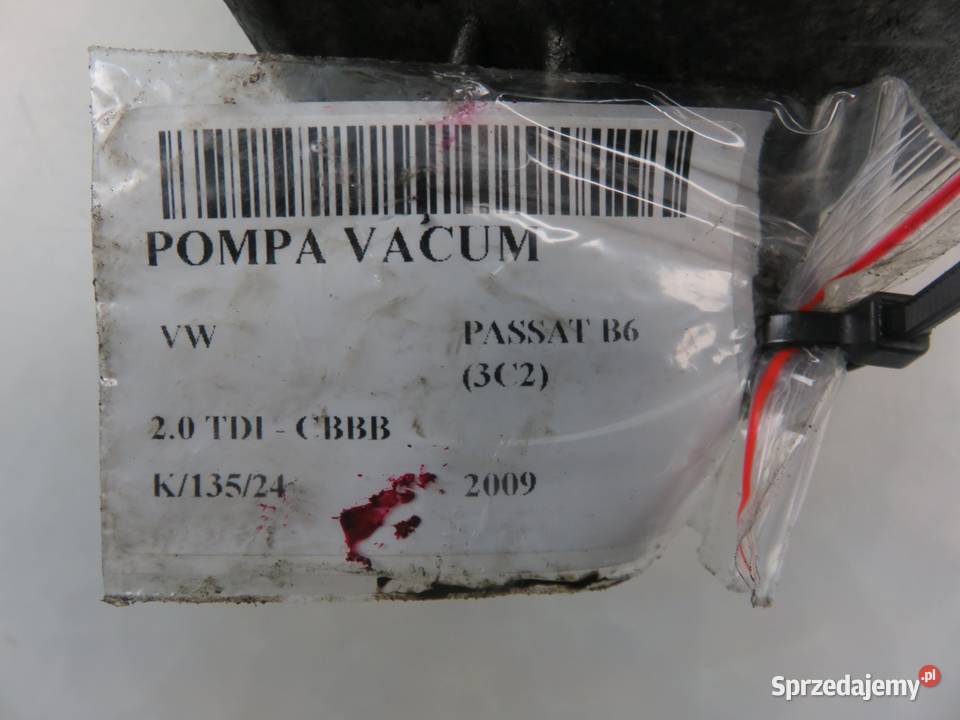 POMPA VACUM
VW PASSAT B6
(3C2)
2.0 TDI - CBBB
K/135/24 2009
Sprzedajemy.pl